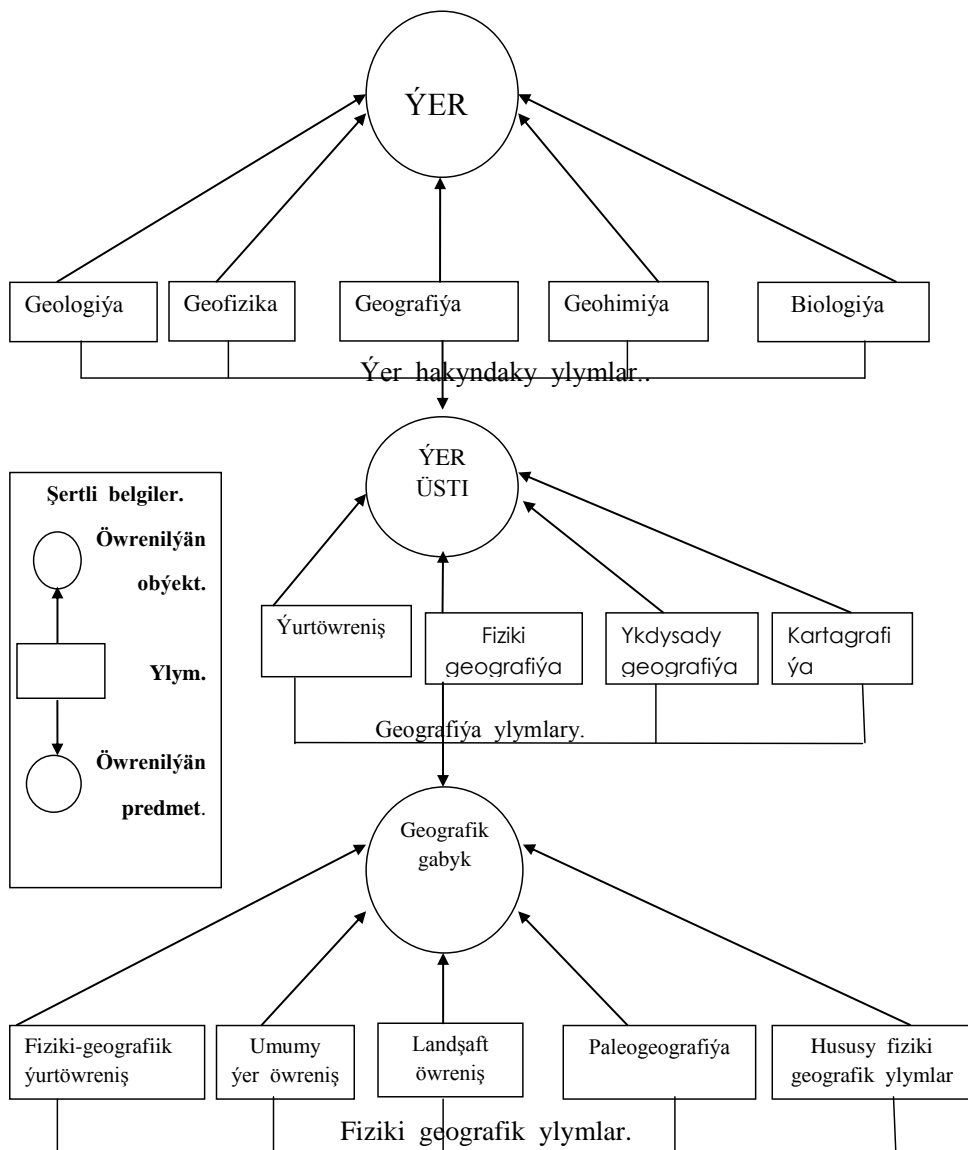 ÝER
Geologiýa
Geofizika
Geografiýa
Geohimiýa
Biologiýa
Ýer hakyndaky ylymlar..
ÝER
ÜSTI
Şertli belgiler.
Öwrenilýän
obýekt.
Ylym.
Öwrenilýän
predmet.
Ýurtöwreniş
Fiziki
geografiýa
Ykdysady
geografiýa
Kartagrafi
ýa
Geografiýa ylymlary.
Geografik
gabyk
Fiziki-geografiik
ýurtöwreniş
Umumy
ýer öwreniş
Landşaft
öwreniş
Paleogeografiýa
Hususy fiziki
geografik ylymlar
Fiziki geografik ylymlar.